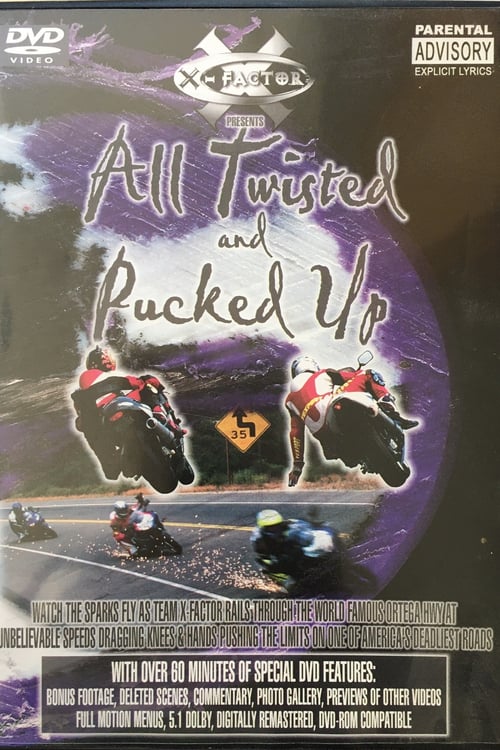 DVD
VIDEO
X-FACTOR
PRESENTS
PARENTAL
ADVISORY
EXPLICIT LYRICS
All Twisted
and
Pucked Up
35
WATCH THE SPARKS FLY AS TEAM X-FACTOR RAILS THROUGH THE WORLD FAMOUS ORTEGA HWY AT
UNBELIEVABLE SPEEDS DRAGGING KNEES & HANDS PUSHING THE LIMITS ON ONE OF AMERICA'S DEADLIEST ROADS
WITH OVER 60 MINUTES OF SPECIAL DVD FEATURES:
BONUS FOOTAGE, DELETED SCENES, COMMENTARY, PHOTO GALLERY, PREVIEWS OF OTHER VIDEOS
FULL MOTION MENUS, 5.1 DOLBY, DIGITALLY REMASTERED, DVD-ROM COMPATIBLE